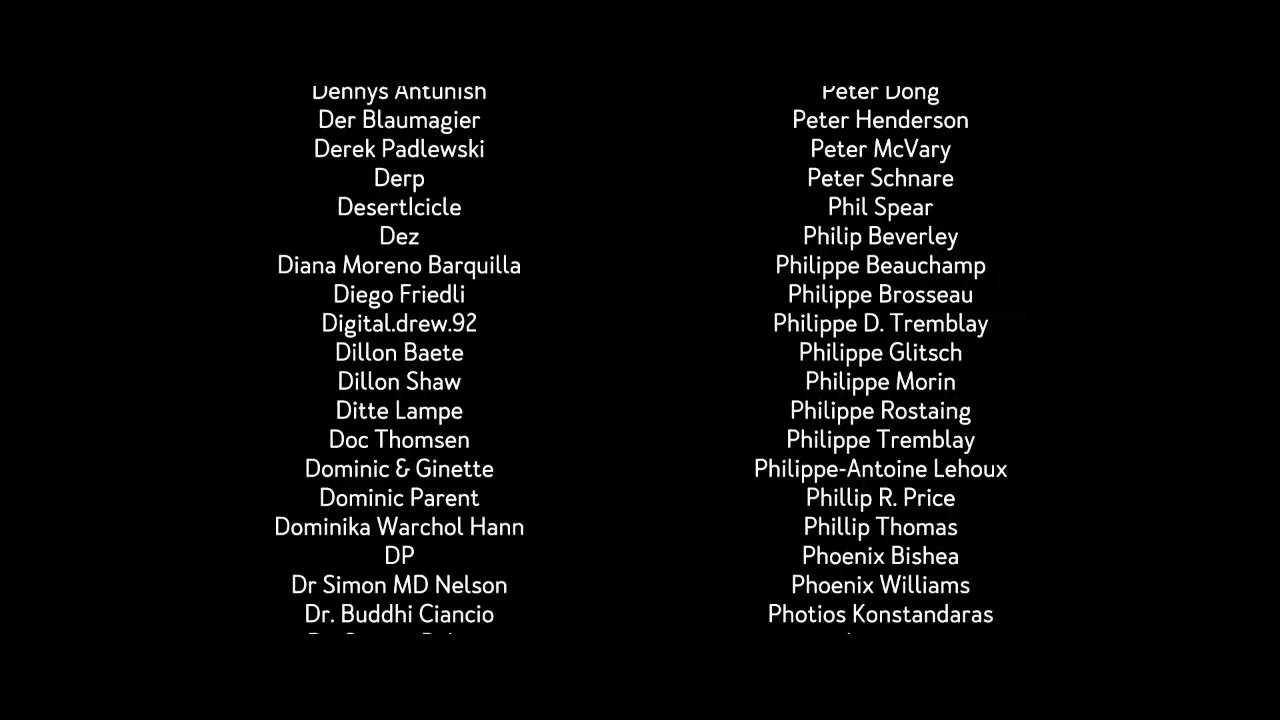 Dennys Antunish
Der Blaumagier
Derek Padlewski
Derp
DesertIcicle
Dez
Diana Moreno Barquilla
Diego Friedli
Digital.drew.92
Dillon Baete
Dillon Shaw
Ditte Lampe
Doc Thomsen
Dominic & Ginette
Dominic Parent
Dominika Warchol Hann
DP
Dr Simon MD Nelson
Dr. Buddhi Ciancio
Peter Dong
Peter Henderson
Peter McVary
Peter Schnare
Phil Spear
Philip Beverley
Philippe Beauchamp
Philippe Brosseau
Philippe D. Tremblay
Philippe Glitsch
Philippe Morin
Philippe Rostaing
Philippe Tremblay
Philippe-Antoine Lehoux
Phillip R. Price
Phillip Thomas
Phoenix Bishea
Phoenix Williams
Photios Konstandaras